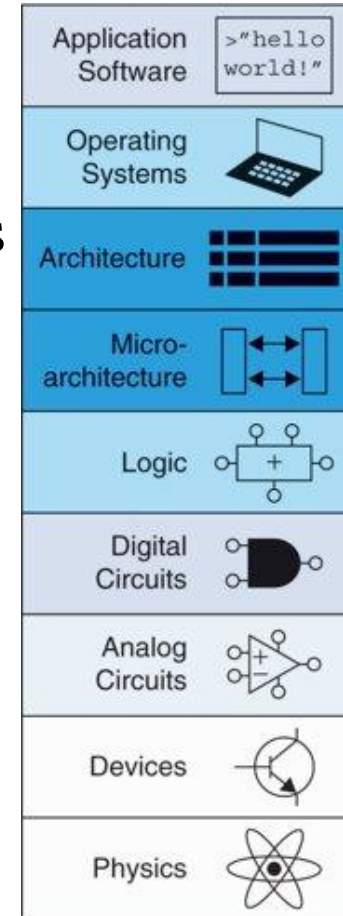 Application
Software
>"hello
world!"
Operating
Systems
s
Architecture
Micro-
architecture
Logic
+
Digital
Circuits
Analog
Circuits
+
−
Devices
Physics